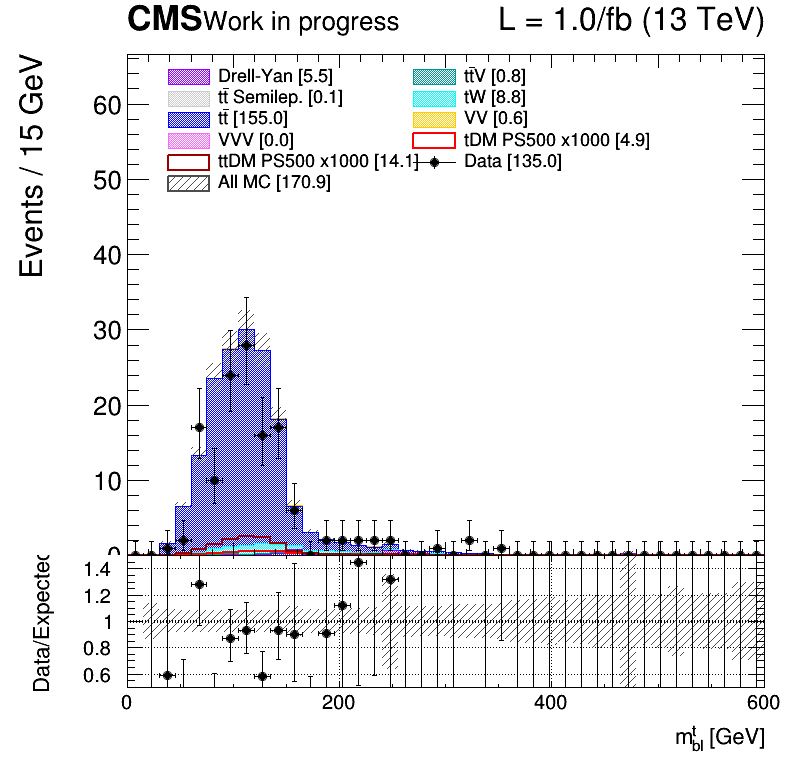 CMS Work in progress L = 1.0/fb (13 TeV)
Events / 15 GeV
Drell-Yan [5.5]
tt̄ Semilep. [0.1]
tt̄ [155.0]
VVV [0.0]
ttDM PS500 x1000 [14.1]
All MC [170.9]
tt̄V [0.8]
tW [8.8]
VV [0.6]
tDM PS500 x1000 [4.9]
Data [135.0]
60
50
40
30
20
10
0
Data/Expected
1.4
1.2
1
0.8
0.6
0 200 400 600
m^t_bl [GeV]